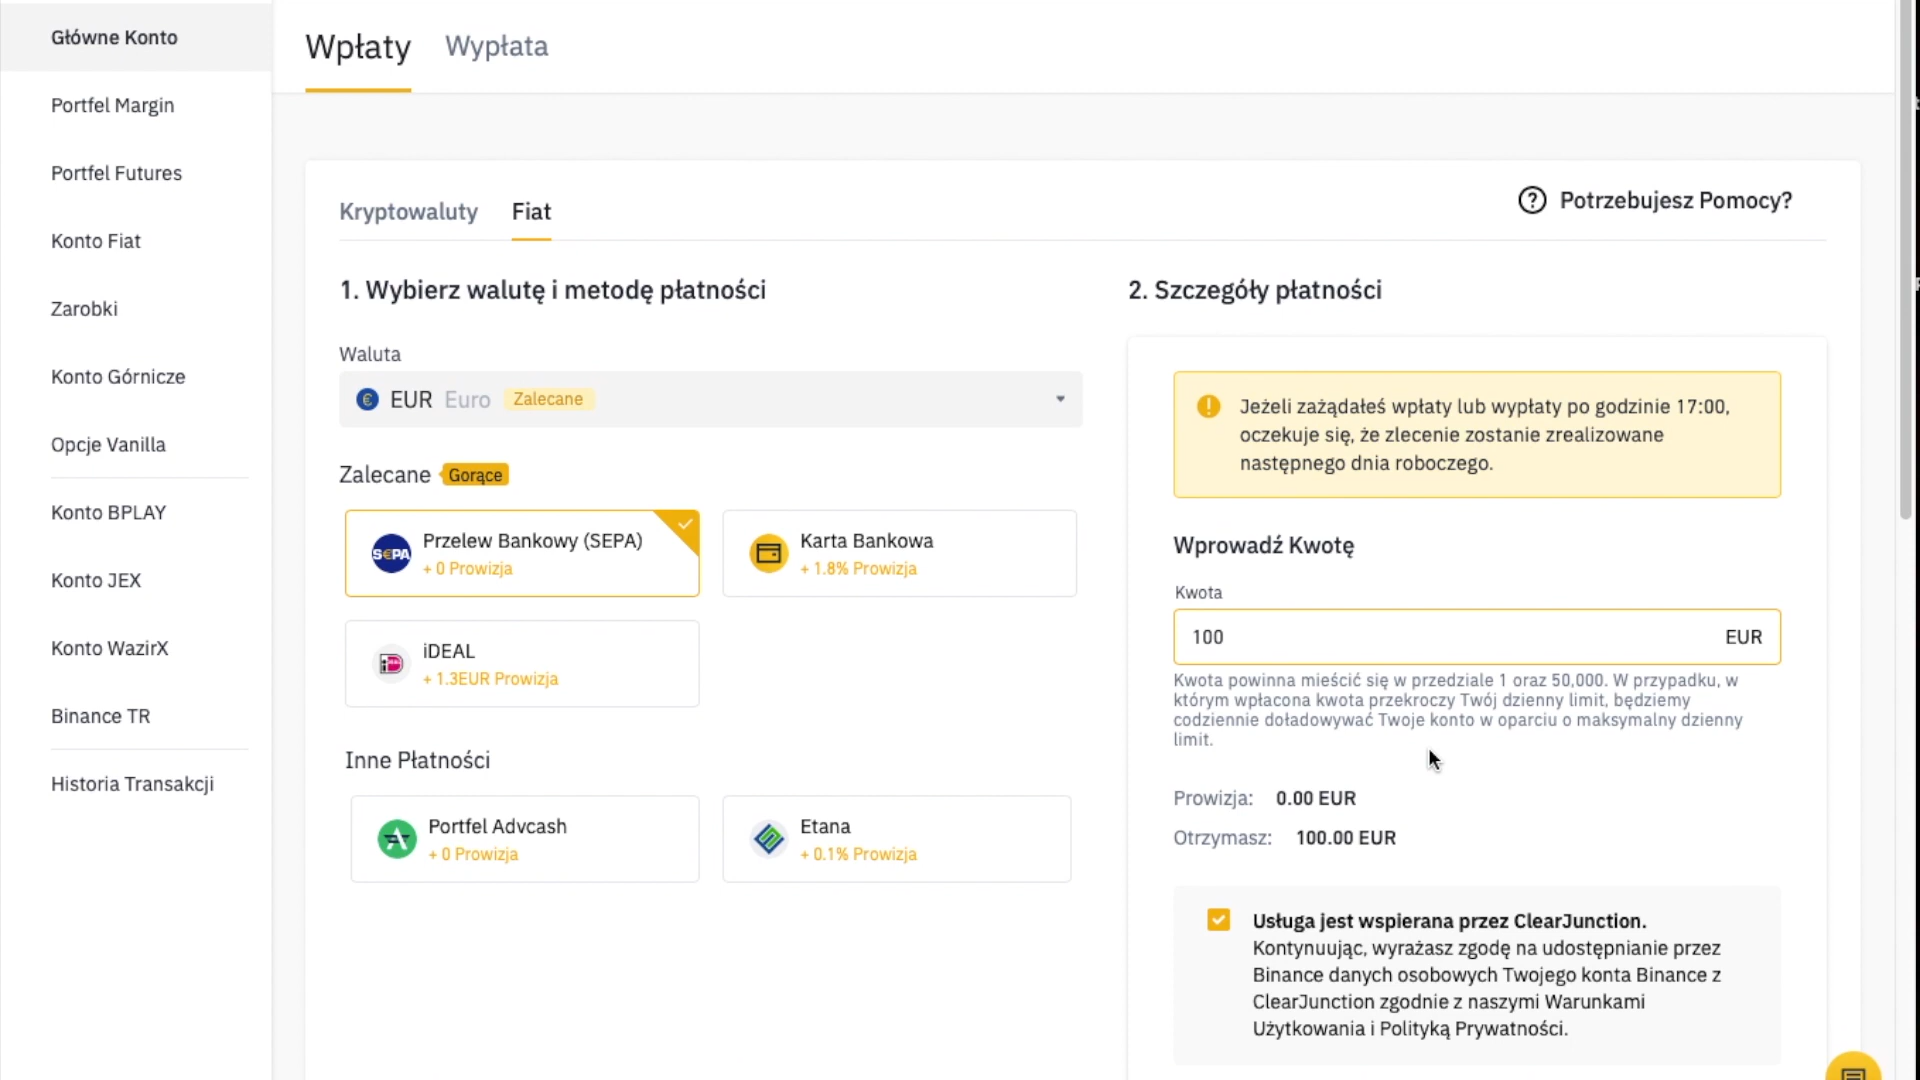 Główne Konto
Portfel Margin
Portfel Futures
Konto Fiat
Zarobki
Konto Górnicze
Opcje Vanilla
Konto BPLAY
Konto JEX
Konto WazirX
Binance TR
Historia Transakcji
Wpłaty Wypłata
Kryptowaluty Fiat
Potrzebujesz Pomocy?
1. Wybierz walutę i metodę płatności
Waluta
EUR Euro Zalecane
Zalecane Gorące
SEPA Przelew Bankowy (SEPA)
+ 0 Prowizja
Karta Bankowa
+ 1.8% Prowizja
iDEAL
+ 1.3EUR Prowizja
Inne Płatności
Portfel Advcash
+ 0 Prowizja
Etana
+ 0.1% Prowizja
2. Szczegóły płatności
Jeżeli zażądałeś wpłaty lub wypłaty po godzinie 17:00,
oczekuje się, że zlecenie zostanie zrealizowane
następnego dnia roboczego.
Wprowadź Kwotę
Kwota
100 EUR
Kwota powinna mieścić się w przedziale 1 oraz 50,000. W przypadku, w
którym wpłacona kwota przekroczy Twój dzienny limit, będziemy
codziennie doładowywać Twoje konto w oparciu o maksymalny dzienny
limit.
Prowizja: 0.00 EUR
Otrzymasz: 100.00 EUR
Usługa jest wspierana przez ClearJunction.
Kontynuując, wyrażasz zgodę na udostępnianie przez
Binance danych osobowych Twojego konta Binance z
ClearJunction zgodnie z naszymi Warunkami
Użytkowania i Polityką Prywatności.